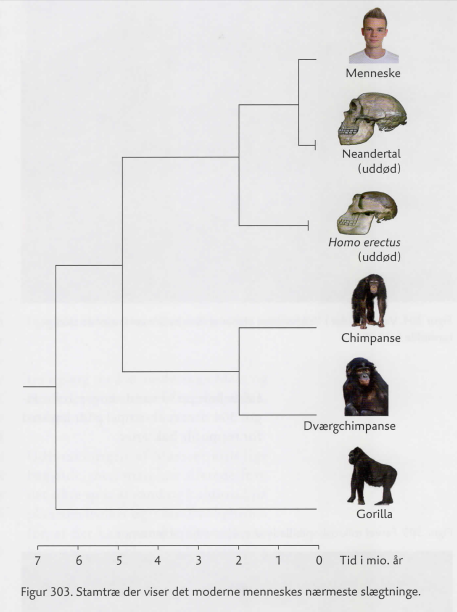 Menneske
Neandertal
(uddød)
Homo erectus
(uddød)
Chimpanse
Dværgchimpanse
Gorilla
7 6 5 4 3 2 1 0 Tid i mio. år
Figur 303. Stamtræ der viser det moderne menneskes nærmeste slægtninge.